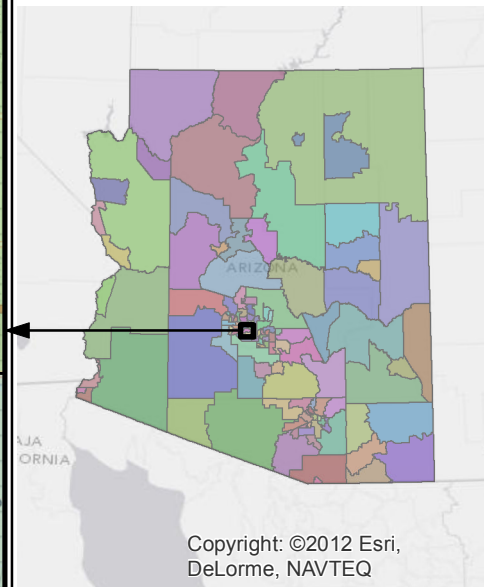 ARIZONA
AJA
ORNIA
Copyright: ©2012 Esri,
DeLorme, NAVTEQ